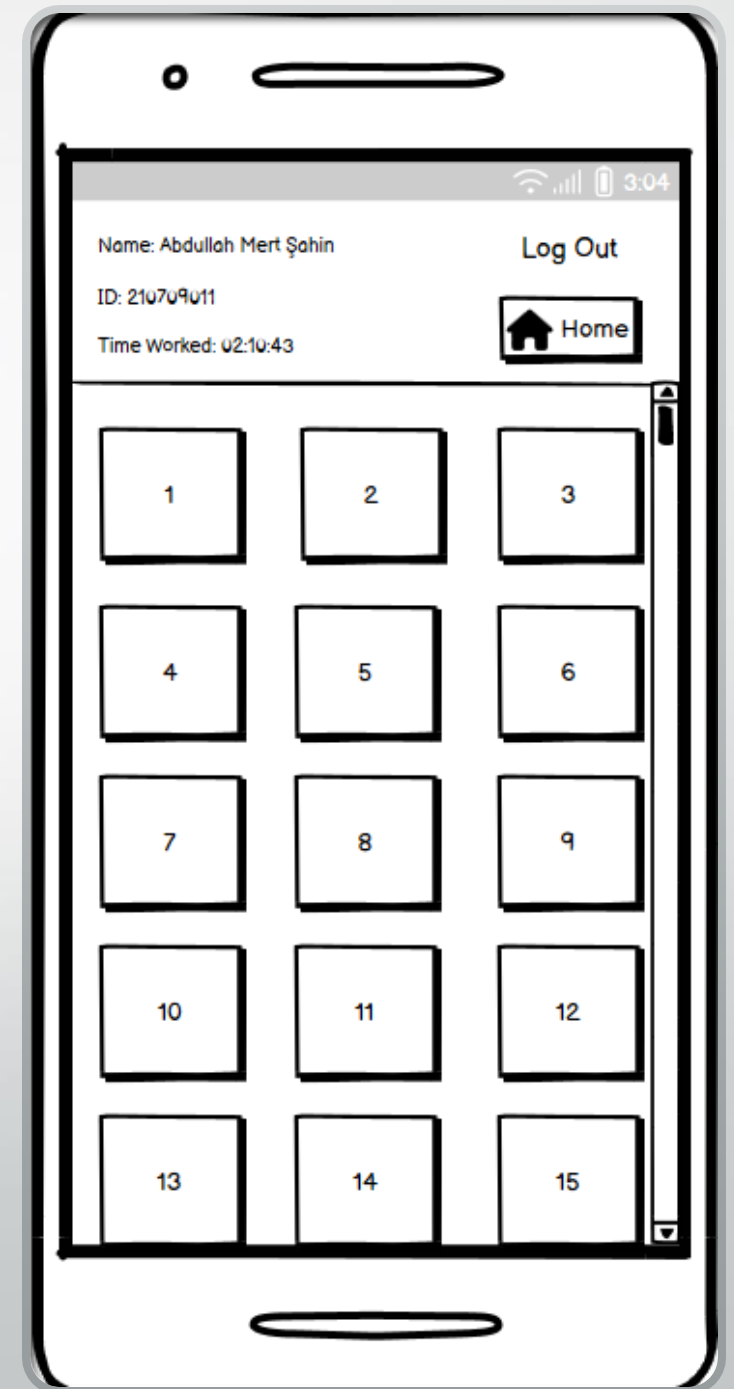 3:04
Name: Abdullah Mert Şahin
Log Out
ID: 210709011
Home
Time Worked: 02:10:43
1 2 3
4 5 6
7 8 9
10 11 12
13 14 15